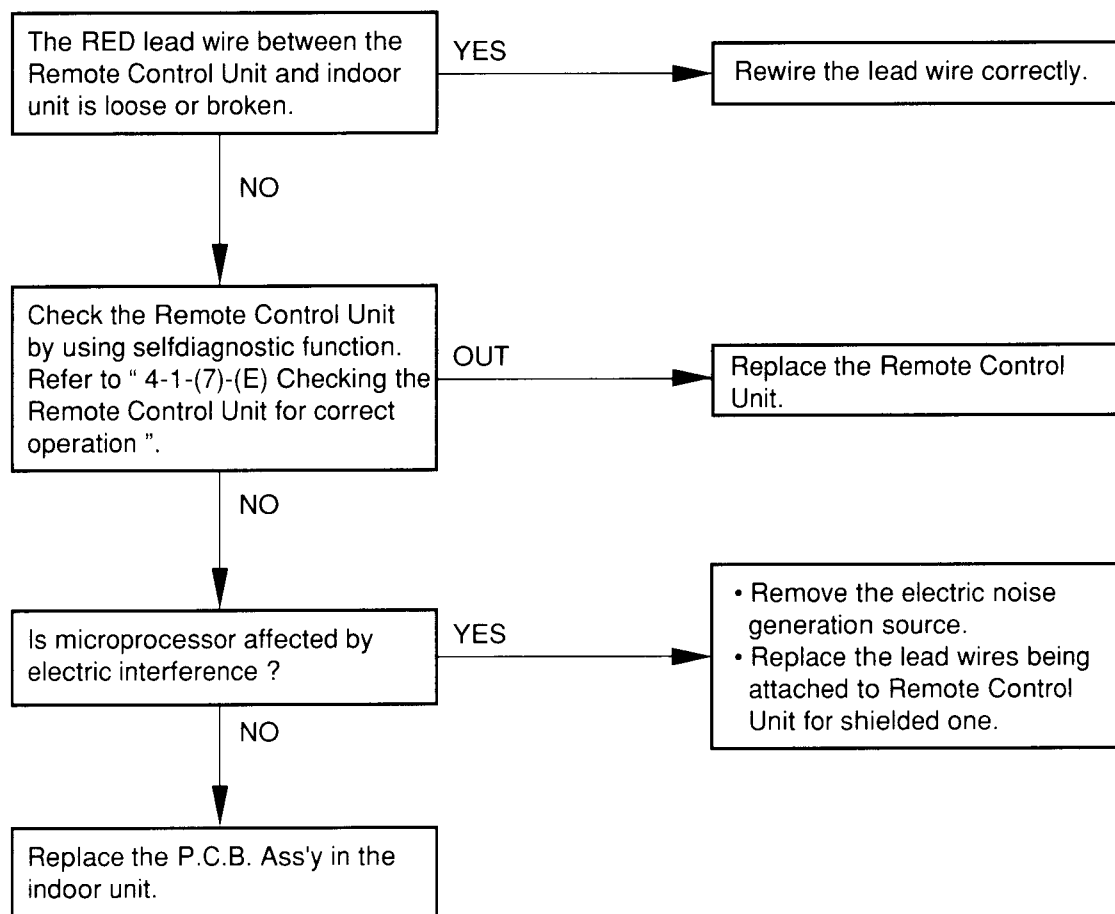 The RED lead wire between the
Remote Control Unit and indoor
unit is loose or broken.
YES
Rewire the lead wire correctly.
NO
Check the Remote Control Unit
by using selfdiagnostic function.
Refer to “ 4-1-(7)-(E) Checking the
Remote Control Unit for correct
operation ”.
OUT
Replace the Remote Control
Unit.
NO
Is microprocessor affected by
electric interference ?
YES
• Remove the electric noise
generation source.
• Replace the lead wires being
attached to Remote Control
Unit for shielded one.
NO
Replace the P.C.B. Ass'y in the
indoor unit.